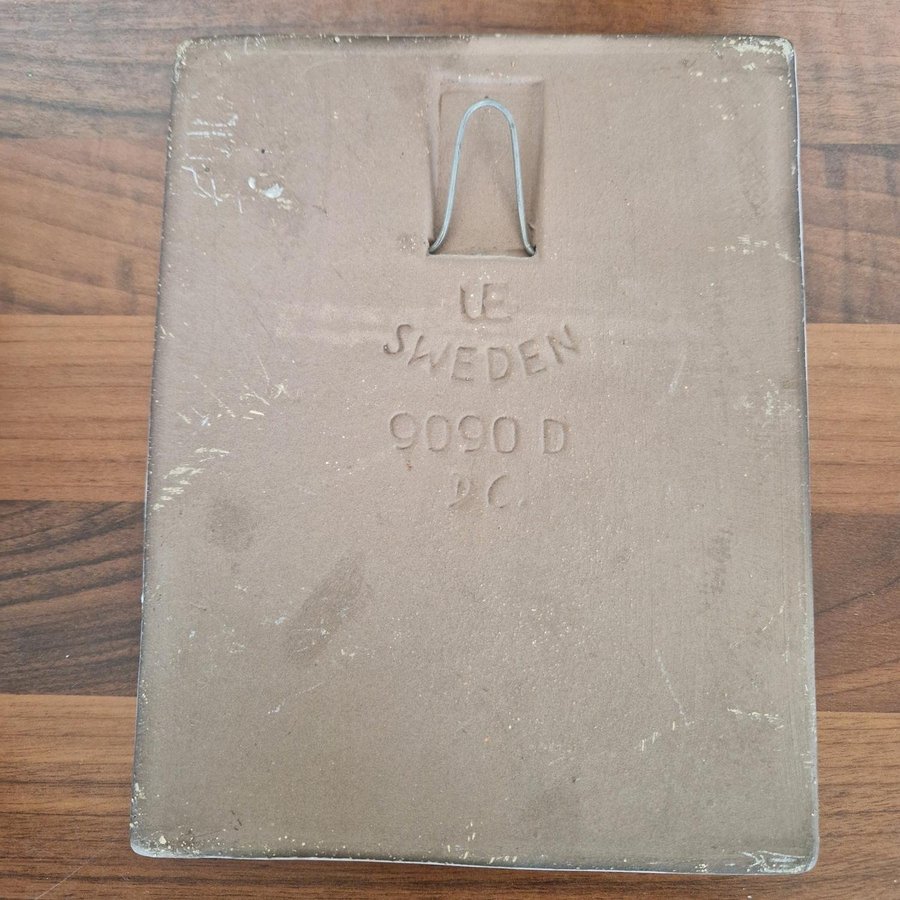 UE
SWEDEN
9090 D
D.C.